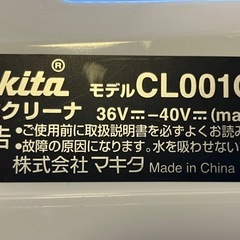 kita® モデルCL001G
クリーナ 36V⎓-40V⎓(ma
告 ●ご使用前に取扱説明書を必ずよくお読み
●故障の原因になります。水を吸わせない
株式会社マキタ Made in China